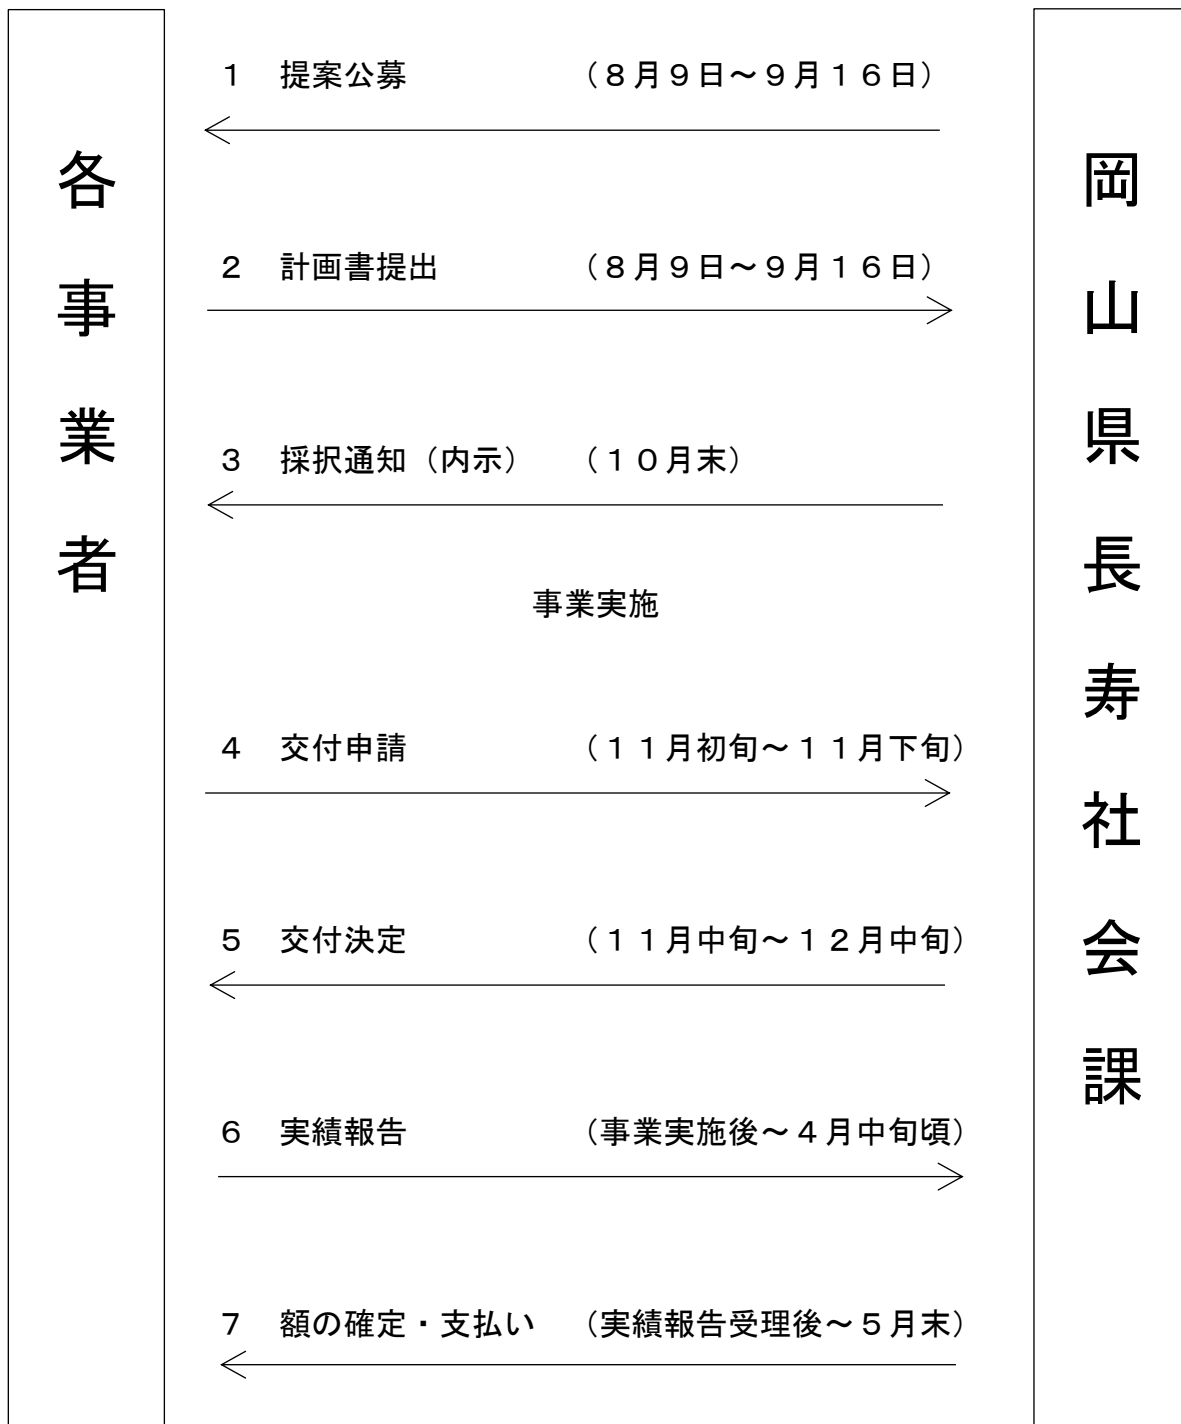 各事業者
１　提案公募　（８月９日～９月１６日）
２　計画書提出　（８月９日～９月１６日）
３　採択通知（内示）　（１０月末）
事業実施
４　交付申請　（１１月初旬～１１月下旬）
５　交付決定　（１１月中旬～１２月中旬）
６　実績報告　（事業実施後～４月中旬頃）
７　額の確定・支払い　（実績報告受理後～５月末）
岡山県長寿社会課